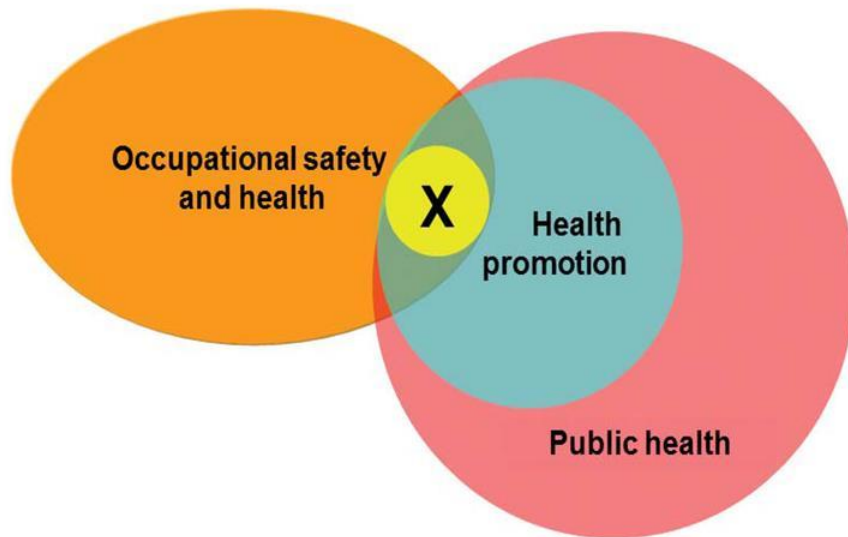 Occupational safety
and health
X
Health
promotion
Public health